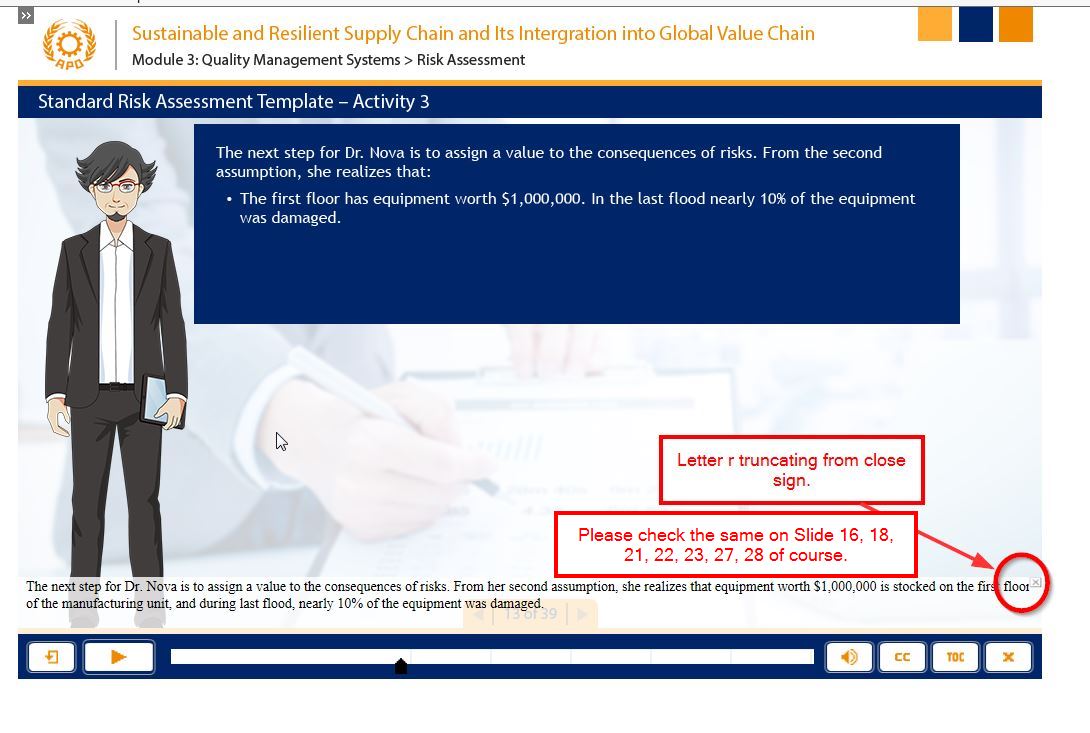 »
APO
Sustainable and Resilient Supply Chain and Its Intergration into Global Value Chain
Module 3: Quality Management Systems > Risk Assessment
Standard Risk Assessment Template – Activity 3
The next step for Dr. Nova is to assign a value to the consequences of risks. From the second
assumption, she realizes that:
• The first floor has equipment worth $1,000,000. In the last flood nearly 10% of the equipment
was damaged.
Letter r truncating from close
sign.
Please check the same on Slide 16, 18,
21, 22, 23, 27, 28 of course.
The next step for Dr. Nova is to assign a value to the consequences of risks. From her second assumption, she realizes that equipment worth $1,000,000 is stocked on the first floor
of the manufacturing unit, and during last flood, nearly 10% of the equipment was damaged.
13 of 39
CC
TOC